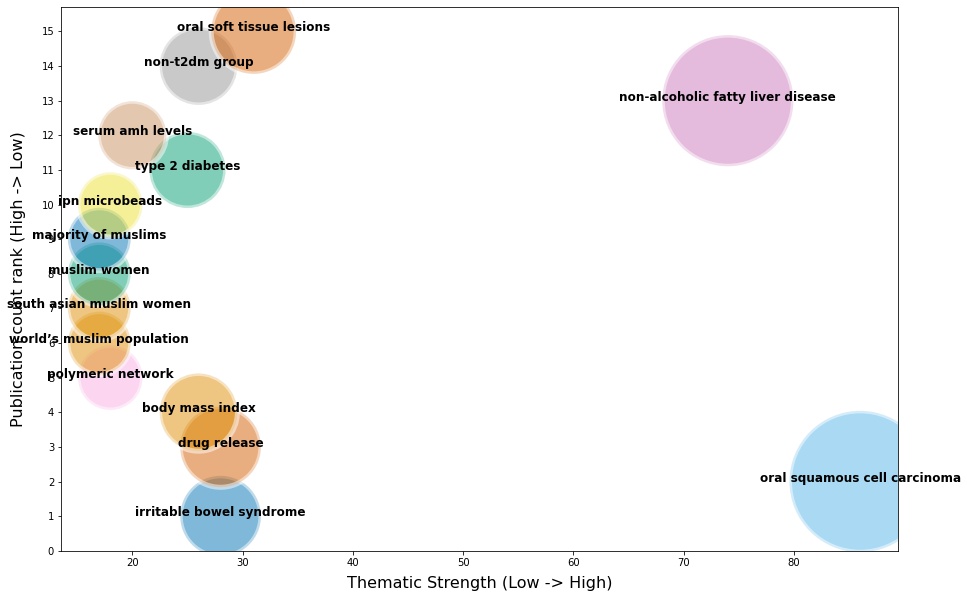 15
14
13
12
11
10
9
8
7
6
5
4
3
2
1
0
oral soft tissue lesions
non-t2dm group
non-alcoholic fatty liver disease
serum amh levels
type 2 diabetes
ipn microbeads
majority of muslims
muslim women
south asian muslim women
world’s muslim population
polymeric network
body mass index
drug release
oral squamous cell carcinoma
irritable bowel syndrome
20 30 40 50 60 70 80
Thematic Strength (Low -> High)
Publication count rank (High -> Low)